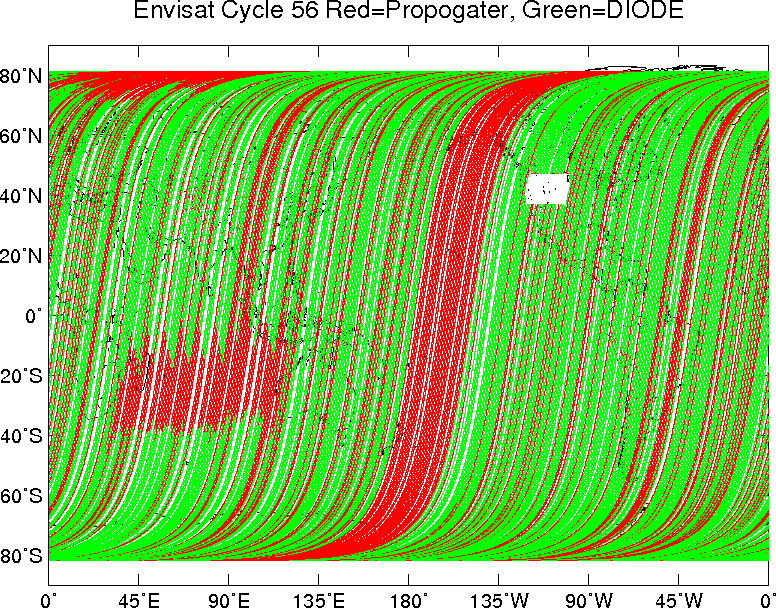 Envisat Cycle 56 Red=Propogater, Green=DIODE
80˚N
60˚N
40˚N
20˚N
0˚
20˚S
40˚S
60˚S
80˚S
0˚ 45˚E 90˚E 135˚E 180˚ 135˚W 90˚W 45˚W 0˚